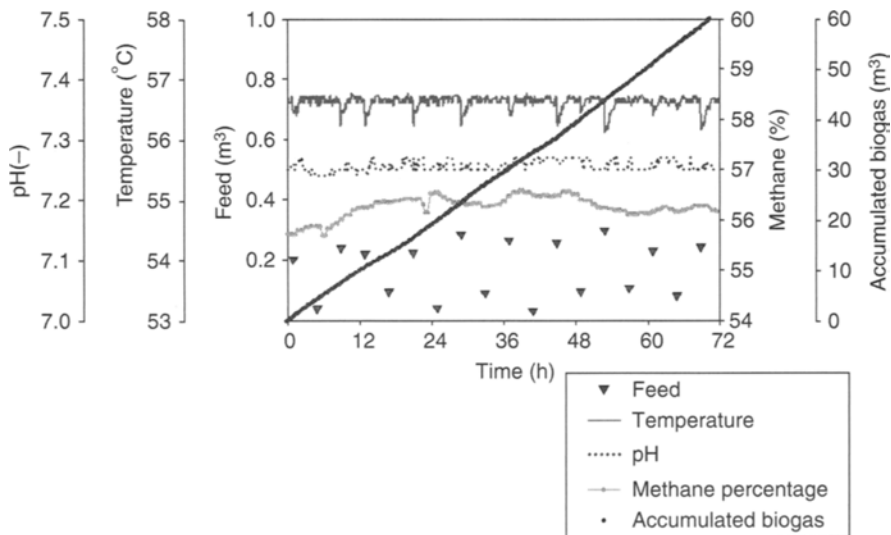 7.5
7.4
7.3
7.2
7.1
7.0
pH(–)
58
57
56
55
54
53
Temperature (°C)
1.0
0.8
0.6
0.4
0.2
Feed (m³)
0 12 24 36 48 60 72
Time (h)
60
59
58
57
56
55
54
Methane (%)
60
50
40
30
20
10
0
Accumulated biogas (m³)
Feed
Temperature
pH
Methane percentage
Accumulated biogas